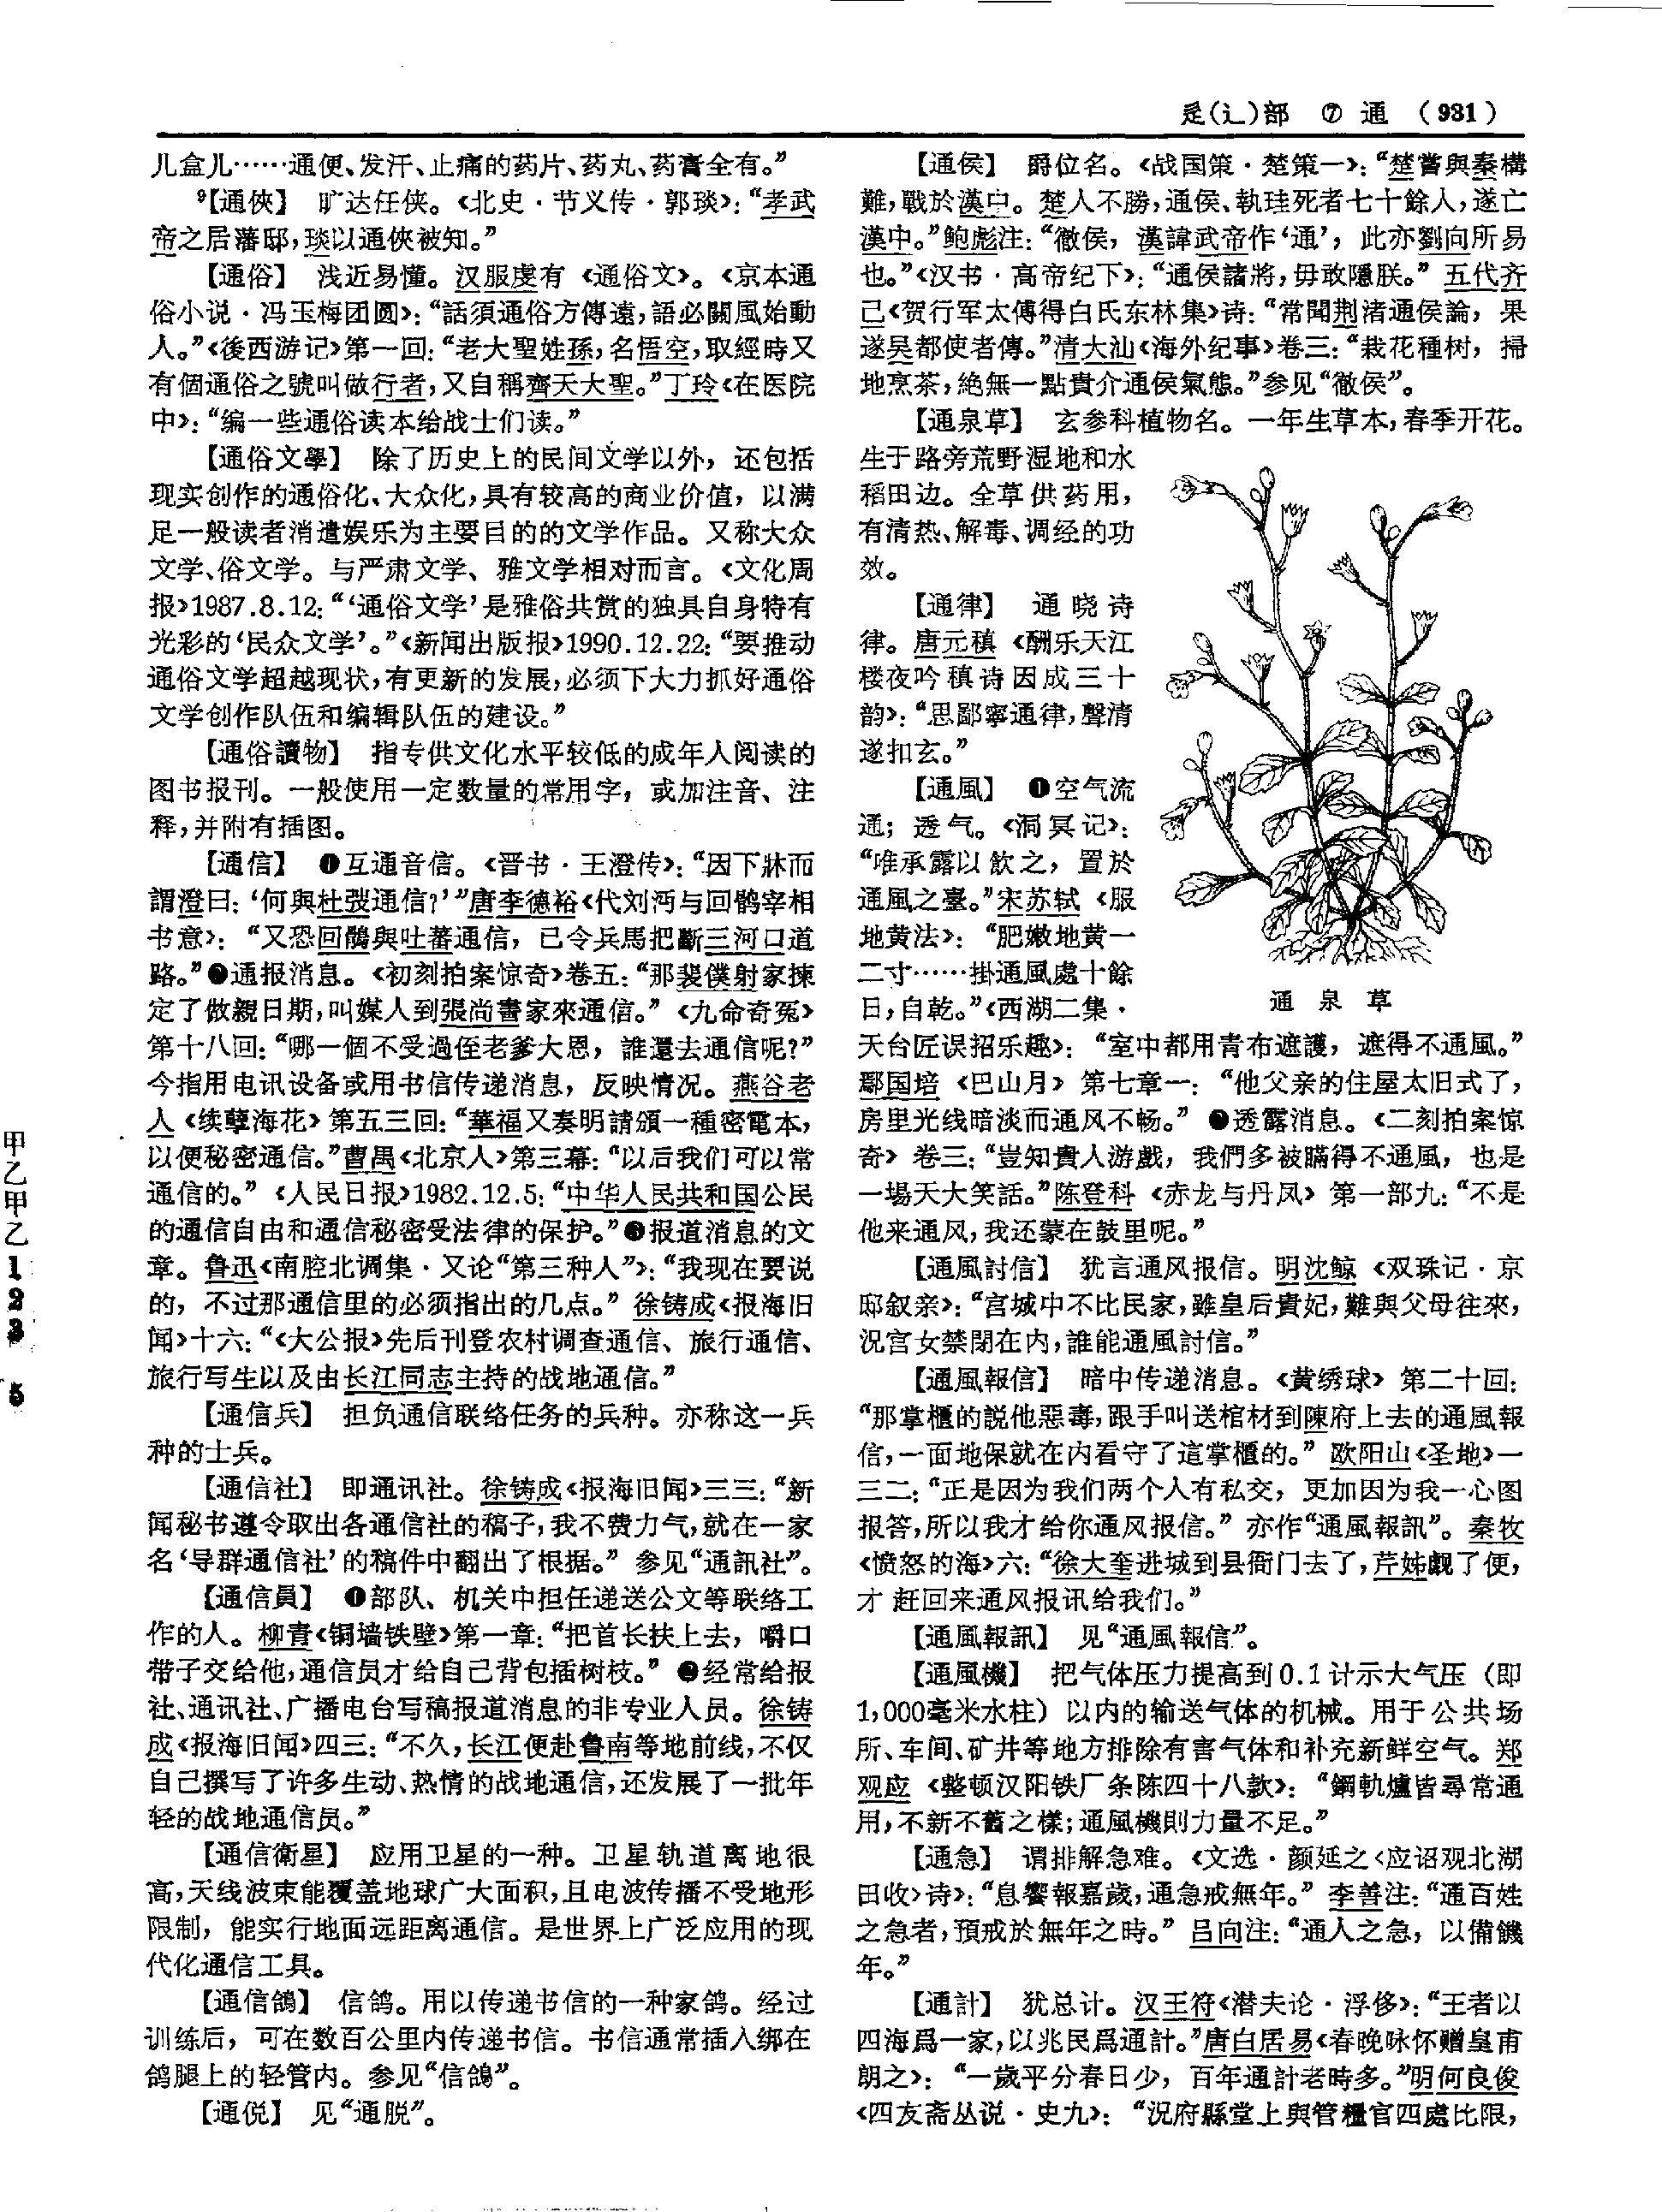 辵(辶)部　⑦　通　（931）
儿盒儿……通便、发汗、止痛的药片、药丸、药膏全有。”
⁹【通俠】　旷达任侠。《北史·节义传·郭琰》：“孝武
帝之居藩邸，琰以通俠被知。”
【通俗】　浅近易懂。汉服虔有《通俗文》。《京本通
俗小说·冯玉梅团圆》：“話須通俗方傳遠，語必關風始動
人。”《後西游记》第一回：“老大聖姓孫，名悟空，取經時又
有個通俗之號叫做行者，又自稱齊天大聖。”丁玲《在医院
中》：“编一些通俗读本给战士们读。”
【通俗文學】　除了历史上的民间文学以外，还包括
现实创作的通俗化、大众化，具有较高的商业价值，以满
足一般读者消遣娱乐为主要目的的文学作品。又称大众
文学、俗文学。与严肃文学、雅文学相对而言。《文化周
报》1987.8.12：“‘通俗文学’是雅俗共赏的独具自身特有
光彩的‘民众文学’。”《新闻出版报》1990.12.22：“要推动
通俗文学超越现状，有更新的发展，必须下大力抓好通俗
文学创作队伍和编辑队伍的建设。”
【通俗讀物】　指专供文化水平较低的成年人阅读的
图书报刊。一般使用一定数量的常用字，或加注音、注
释，并附有插图。
【通信】　❶互通音信。《晋书·王澄传》：“因下牀而
謂澄曰：‘何與杜弢通信？’”唐李德裕《代刘沔与回鹘宰相
书意》：“又恐回鶻與吐蕃通信，已令兵馬把斷三河口道
路。”❷通报消息。《初刻拍案惊奇》卷五：“那裴僕射家揀
定了做親日期，叫媒人到張尚書家來通信。”《九命奇冤》
第十八回：“哪一個不受過侄老爹大恩，誰還去通信呢？”
今指用电讯设备或用书信传递消息，反映情况。燕谷老
人《续孽海花》第五三回：“華福又奏明請頒一種密電本，
以便秘密通信。”曹禺《北京人》第三幕：“以后我们可以常
通信的。”《人民日报》1982.12.5：“中华人民共和国公民
的通信自由和通信秘密受法律的保护。”❸报道消息的文
章。鲁迅《南腔北调集·又论“第三种人”》：“我现在要说
的，不过那通信里的必须指出的几点。”徐铸成《报海旧
闻》十六：“《大公报》先后刊登农村调查通信、旅行通信、
旅行写生以及由长江同志主持的战地通信。”
【通信兵】　担负通信联络任务的兵种。亦称这一兵
种的士兵。
【通信社】　即通讯社。徐铸成《报海旧闻》三三：“新
闻秘书遵令取出各通信社的稿子，我不费力气，就在一家
名‘导群通信社’的稿件中翻出了根据。”参见“通訊社”。
【通信員】　❶部队、机关中担任递送公文等联络工
作的人。柳青《铜墙铁壁》第一章：“把首长扶上去，嚼口
带子交给他，通信员才给自己背包插树枝。”❷经常给报
社、通讯社、广播电台写稿报道消息的非专业人员。徐铸
成《报海旧闻》四三：“不久，长江便赴鲁南等地前线，不仅
自己撰写了许多生动、热情的战地通信，还发展了一批年
轻的战地通信员。”
【通信衛星】　应用卫星的一种。卫星轨道离地很
高，天线波束能覆盖地球广大面积，且电波传播不受地形
限制，能实行地面远距离通信。是世界上广泛应用的现
代化通信工具。
【通信鴿】　信鸽。用以传递书信的一种家鸽。经过
训练后，可在数百公里内传递书信。书信通常插入绑在
鸽腿上的轻管内。参见“信鴿”。
【通倪】　见“通脱”。
【通侯】　爵位名。《战国策·楚策一》：“楚嘗與秦構
難，戰於漢中。楚人不勝，通侯、執珪死者七十餘人，遂亡
漢中。”鲍彪注：“徹侯，漢諱武帝作‘通’，此亦劉向所易
也。”《汉书·高帝纪下》：“通侯諸將，毋敢隱朕。”五代齐
己《贺行军太傅得白氏东林集》诗：“常聞荆渚通侯論，果
遂吴都使者傳。”清大汕《海外纪事》卷三：“栽花種树，掃
地烹茶，絶無一點貴介通侯氣態。”参见“徹侯”。
【通泉草】　玄参科植物名。一年生草本，春季开花。
生于路旁荒野湿地和水
稻田边。全草供药用，
有清热、解毒、调经的功
效。
【通律】　通晓诗
律。唐元稹《酬乐天江
楼夜吟稹诗因成三十
韵》：“思鄙寧通律，聲清
遂扣玄。”
【通風】　❶空气流
通；透气。《洞冥记》：
“唯承露以飲之，置於
通風之臺。”宋苏轼《服
地黄法》：“肥嫩地黄一
二寸……掛通風處十餘
日，自乾。”《西湖二集·
通泉草
天台匠误招乐趣》：“室中都用青布遮護，遮得不通風。”
鄢国培《巴山月》第七章一：“他父亲的住屋太旧式了，
房里光线暗淡而通风不畅。”❷透露消息。《二刻拍案惊
奇》卷三：“豈知貴人游戲，我們多被瞞得不通風，也是
一場天大笑話。”陈登科《赤龙与丹凤》第一部九：“不是
他来通风，我还蒙在鼓里呢。”
【通風討信】　犹言通风报信。明沈鲸《双珠记·京
邸叙亲》：“宫城中不比民家，雖皇后貴妃，難與父母往來，
況宫女禁閉在内，誰能通風討信。”
【通風報信】　暗中传递消息。《黄绣球》第二十回：
“那掌櫃的説他惡毒，跟手叫送棺材到陳府上去的通風報
信，一面地保就在内看守了這掌櫃的。”欧阳山《圣地》一
三二：“正是因为我们两个人有私交，更加因为我一心图
报答，所以我才给你通风报信。”亦作“通風報訊”。秦牧
《愤怒的海》六：“徐大奎进城到县衙门去了，芹姊觑了便，
才赶回来通风报讯给我们。”
【通風報訊】　见“通風報信”。
【通風機】　把气体压力提高到0.1计示大气压（即
1,000毫米水柱）以内的输送气体的机械。用于公共场
所、车间、矿井等地方排除有害气体和补充新鲜空气。郑
观应《整顿汉阳铁厂条陈四十八款》：“鋼軌爐皆尋常通
用，不新不舊之樣；通風機則力量不足。”
【通急】　谓排解急难。《文选·颜延之〈应诏观北湖
田收〉诗》：“息饗報嘉歲，通急戒無年。”李善注：“通百姓
之急者，預戒於無年之時。”吕向注：“通人之急，以備饑
年。”
【通計】　犹总计。汉王符《潜夫论·浮侈》：“王者以
四海爲一家，以兆民爲通計。”唐白居易《春晚咏怀赠皇甫
朗之》：“一歲平分春日少，百年通計老時多。”明何良俊
《四友斋丛说·史九》：“況府縣堂上與管糧官四處比限，
甲乙甲乙123 5